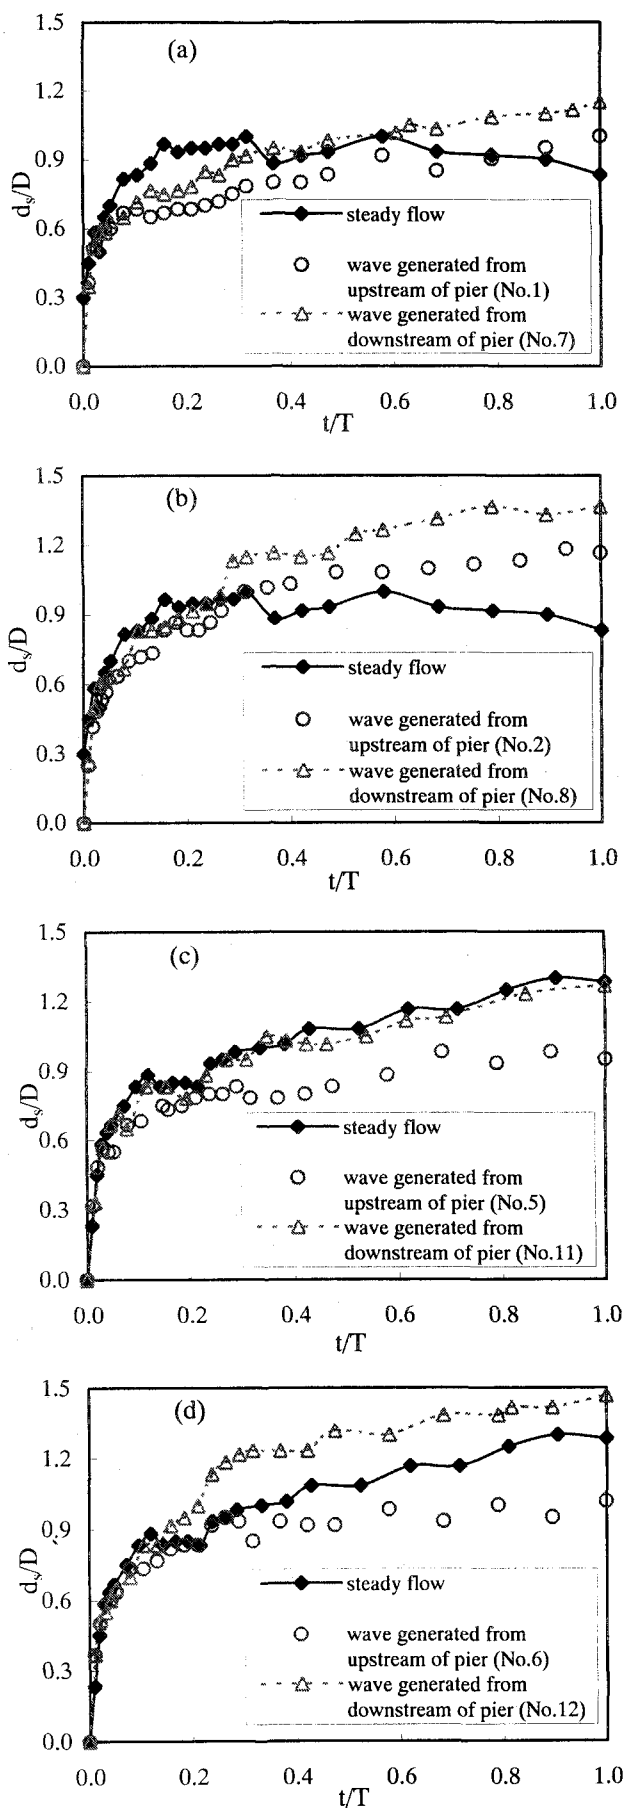 (a)
1.5
1.2
0.9
0.6
0.3
0.0
d_s/D
steady flow
wave generated from
upstream of pier (No.1)
wave generated from
downstream of pier (No.7)
0.0 0.2 0.4 0.6 0.8 1.0
t/T
(b)
1.5
1.2
0.9
0.6
0.3
0.0
d_s/D
steady flow
wave generated from
upstream of pier (No.2)
wave generated from
downstream of pier (No.8)
0.0 0.2 0.4 0.6 0.8 1.0
t/T
(c)
1.5
1.2
0.9
0.6
0.3
0.0
d_s/D
steady flow
wave generated from
upstream of pier (No.5)
wave generated from
downstream of pier (No.11)
0.0 0.2 0.4 0.6 0.8 1.0
t/T
(d)
1.5
1.2
0.9
0.6
0.3
0.0
d_s/D
steady flow
wave generated from
upstream of pier (No.6)
wave generated from
downstream of pier (No.12)
0.0 0.2 0.4 0.6 0.8 1.0
t/T